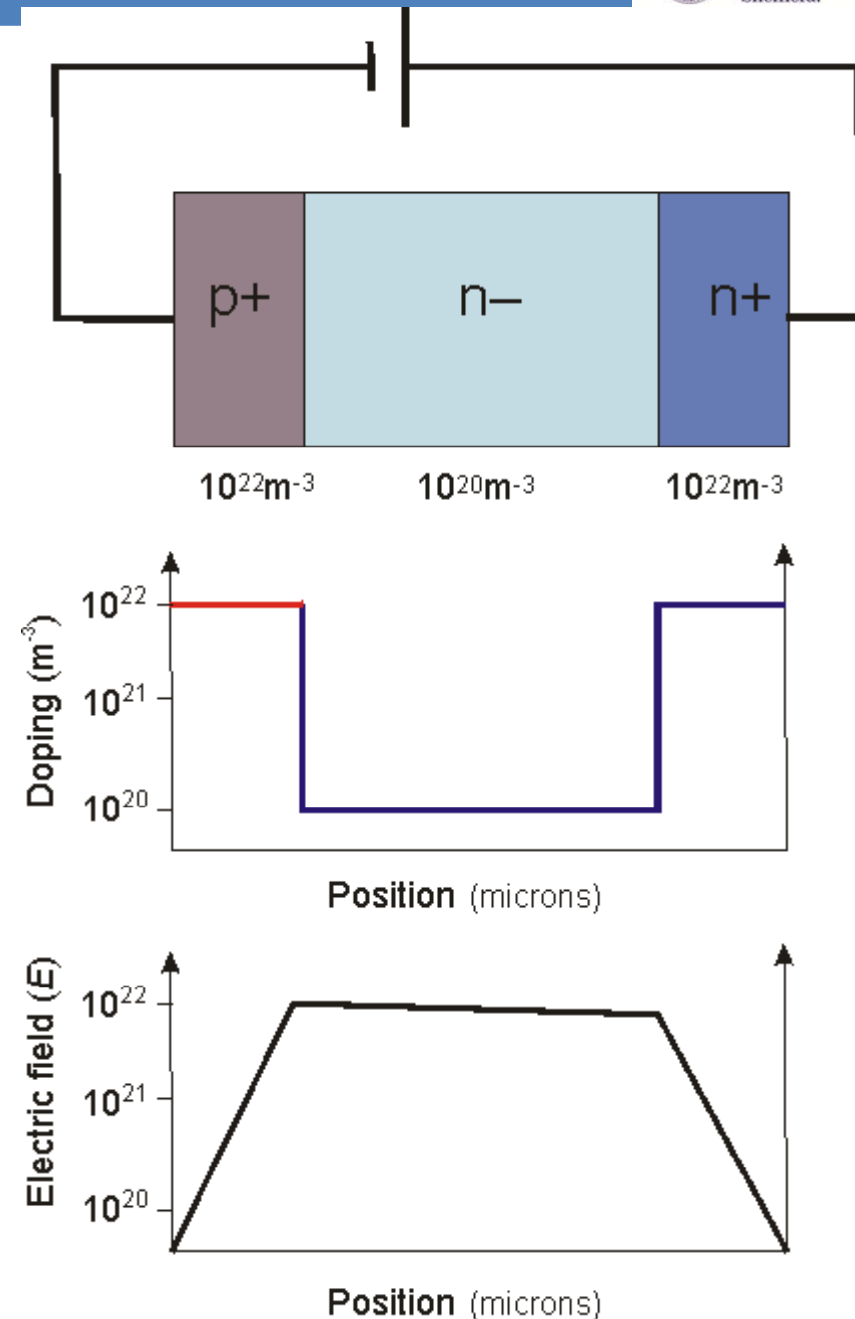 p+ n– n+
10²²m⁻³ 10²⁰m⁻³ 10²²m⁻³
Doping (m⁻³)
10²²
10²¹
10²⁰
Position (microns)
Electric field (E)
10²²
10²¹
10²⁰
Position (microns)